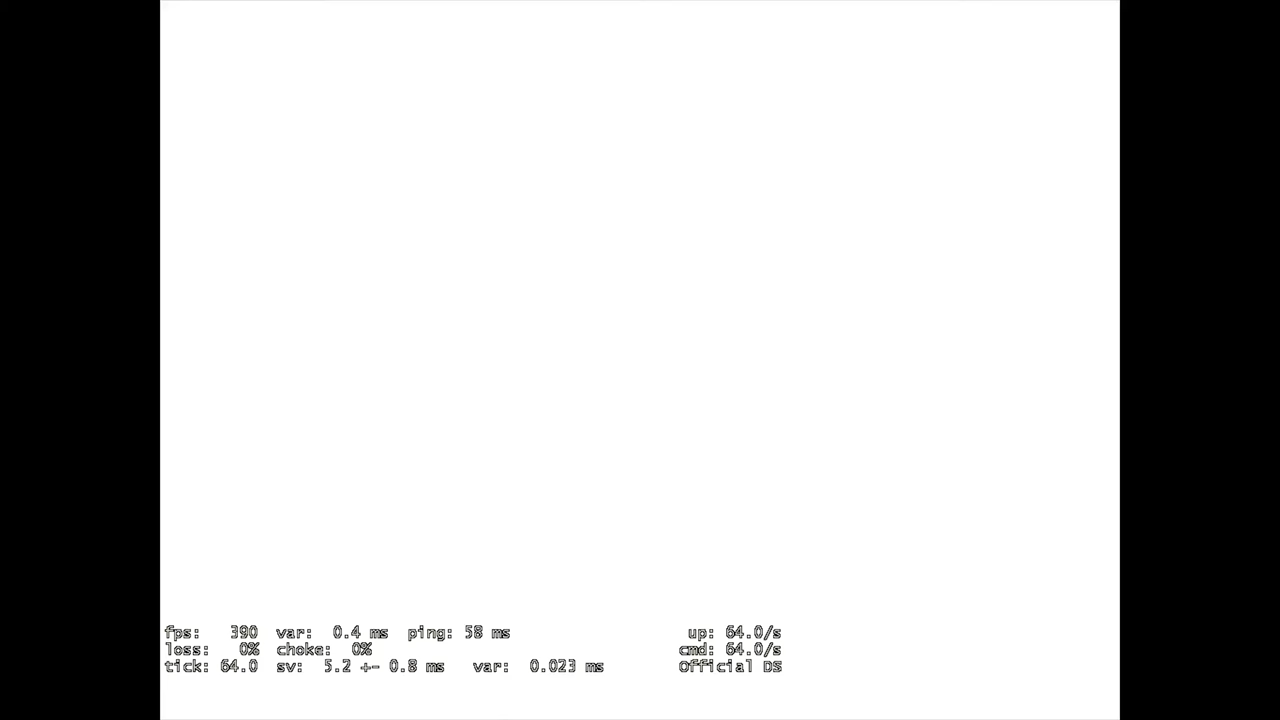 fps: 390 var: 0.4 ms ping: 58 ms up: 64.0/s
loss: 0% choke: 0% cmd: 64.0/s
tick: 64.0 sv: 5.2 +- 0.8 ms var: 0.023 ms Official DS